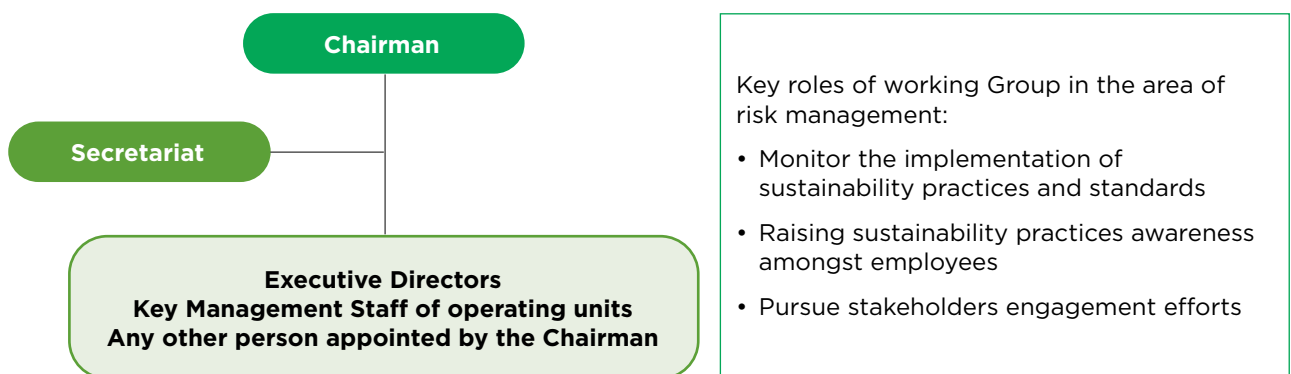 Chairman
Secretariat
Executive Directors
Key Management Staff of operating units
Any other person appointed by the Chairman
Key roles of working Group in the area of
risk management:
• Monitor the implementation of
sustainability practices and standards
• Raising sustainability practices awareness
amongst employees
• Pursue stakeholders engagement efforts